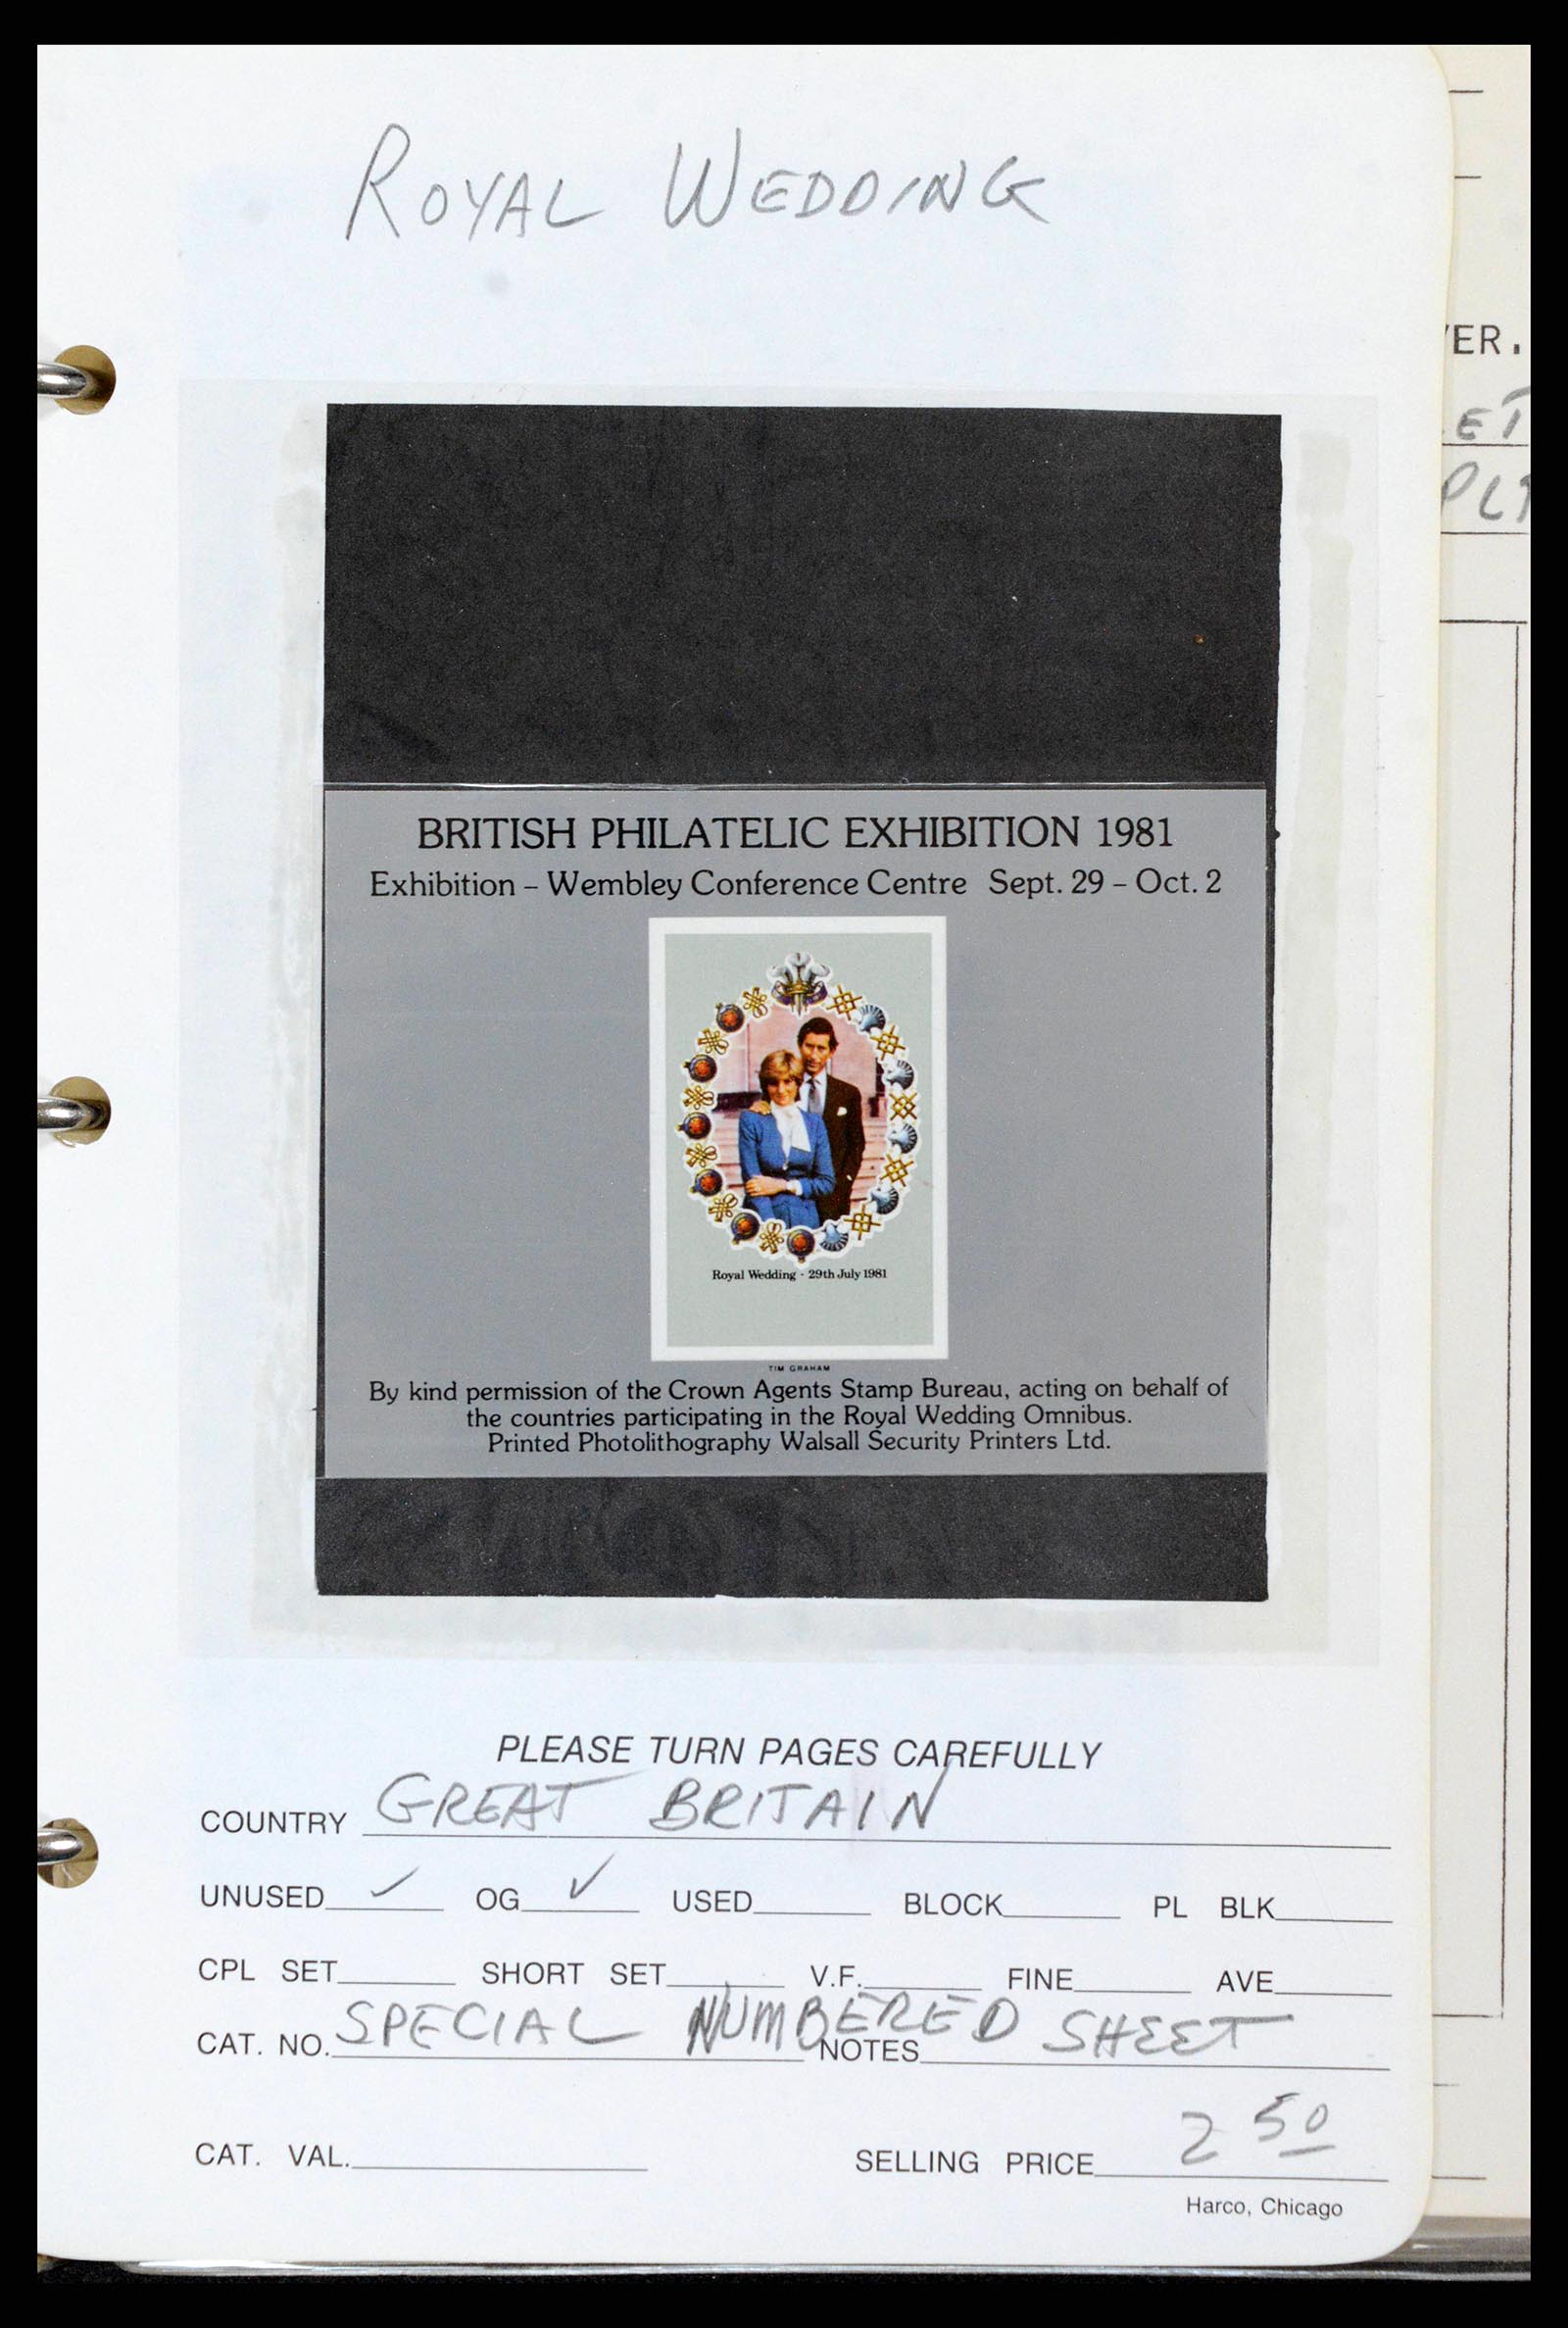 ROYAL WEDDING
BRITISH PHILATELIC EXHIBITION 1981
Exhibition – Wembley Conference Centre Sept. 29 – Oct. 2
Royal Wedding - 29th July 1981
TIM GRAHAM
By kind permission of the Crown Agents Stamp Bureau, acting on behalf of
the countries participating in the Royal Wedding Omnibus.
Printed Photolithography Walsall Security Printers Ltd.
PLEASE TURN PAGES CAREFULLY
COUNTRY GREAT BRITAIN
UNUSED ✓ OG ✓ USED BLOCK PL BLK
CPL SET SHORT SET V.F. FINE AVE
CAT. NO. SPECIAL NUMBERED SHEET NOTES
CAT. VAL. SELLING PRICE 2 50
Harco, Chicago